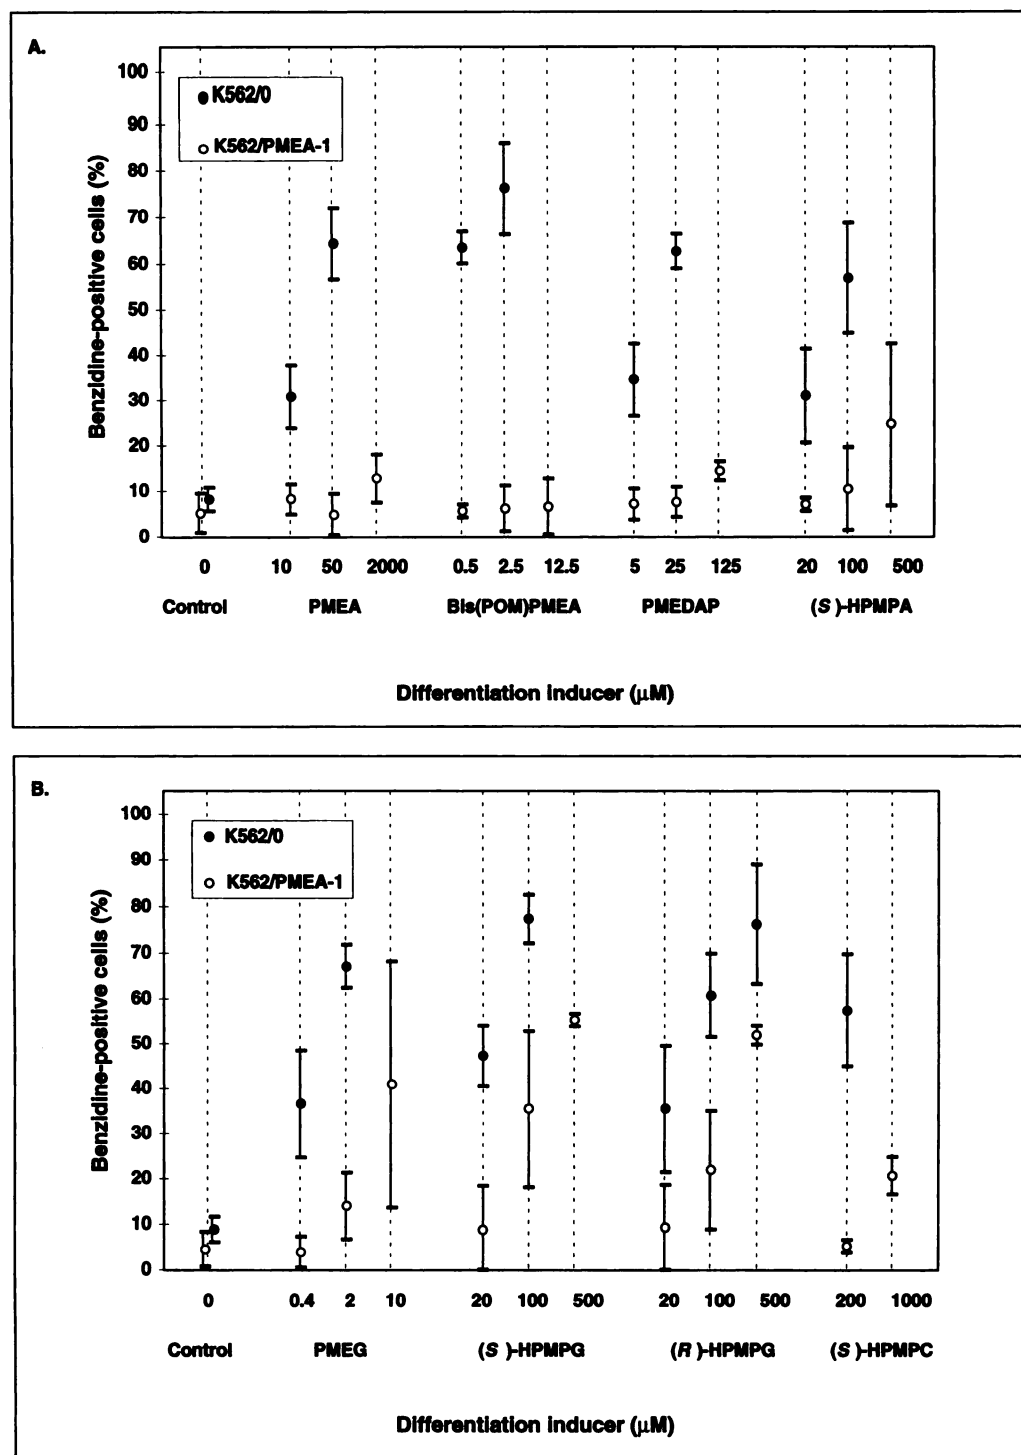 A.
Benzidine-positive cells (%)
100
90
80
70
60
50
40
30
20
10
0
K562/0
K562/PMEA-1
0 10 50 2000 0.5 2.5 12.5 5 25 125 20 100 500
Control PMEA Bis(POM)PMEA PMEDAP (S)-HPMPA
Differentiation inducer (μM)
B.
Benzidine-positive cells (%)
100
90
80
70
60
50
40
30
20
10
0
K562/0
K562/PMEA-1
0 0.4 2 10 20 100 500 20 100 500 200 1000
Control PMEG (S)-HPMPG (R)-HPMPG (S)-HPMPC
Differentiation inducer (μM)